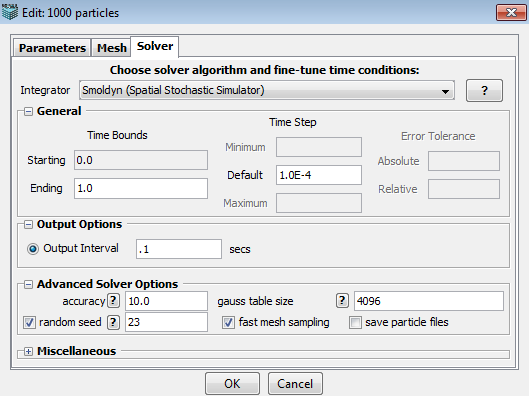 Edit: 1000 particles
Parameters Mesh Solver
Choose solver algorithm and fine-tune time conditions:
Integrator Smoldyn (Spatial Stochastic Simulator) ?
General
Time Bounds
Starting 0.0
Ending 1.0
Time Step
Minimum
Default 1.0E-4
Maximum
Error Tolerance
Absolute
Relative
Output Options
Output Interval .1 secs
Advanced Solver Options
accuracy ? 10.0 gauss table size ? 4096
random seed ? 23 fast mesh sampling save particle files
Miscellaneous
OK Cancel